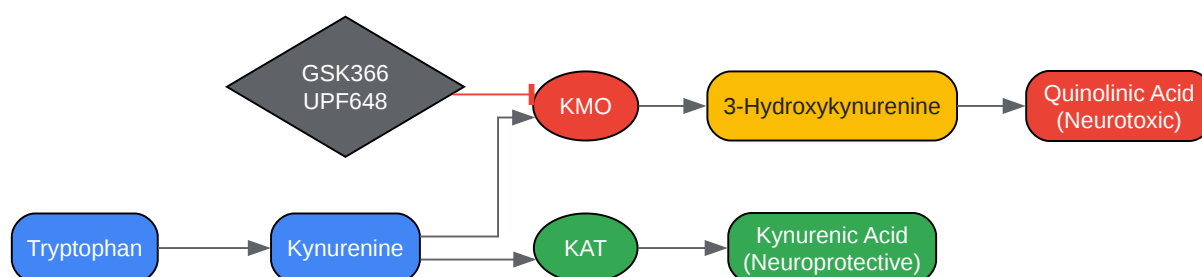 GSK366
UPF648
KMO
3-Hydroxykynurenine
Quinolinic Acid
(Neurotoxic)
Tryptophan
Kynurenine
KAT
Kynurenic Acid
(Neuroprotective)